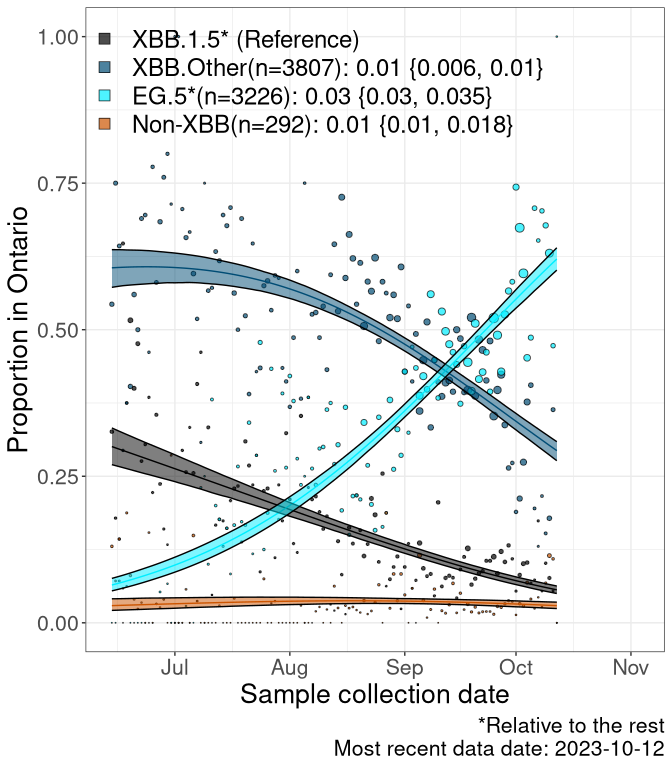 XBB.1.5* (Reference)
XBB.Other(n=3807): 0.01 {0.006, 0.01}
EG.5*(n=3226): 0.03 {0.03, 0.035}
Non-XBB(n=292): 0.01 {0.01, 0.018}
Proportion in Ontario
1.00
0.75
0.50
0.25
0.00
Jul Aug Sep Oct Nov
Sample collection date
*Relative to the rest
Most recent data date: 2023-10-12